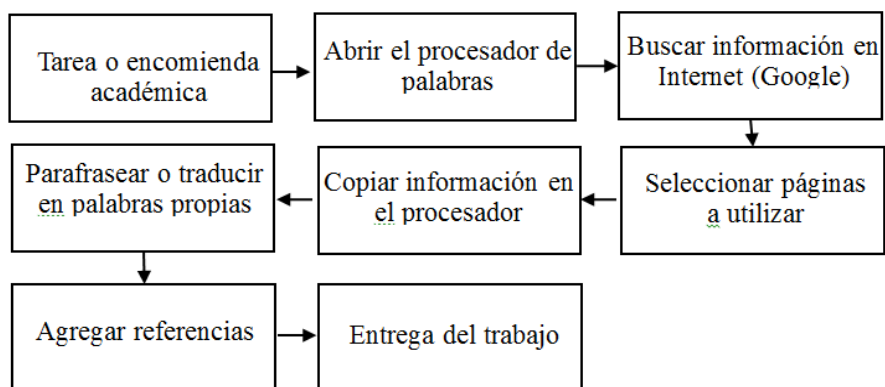 Tarea o encomienda
académica
Abrir el procesador de
palabras
Buscar información en
Internet (Google)
Seleccionar páginas
a utilizar
Copiar información en
el procesador
Parafrasear o traducir
en palabras propias
Agregar referencias
Entrega del trabajo